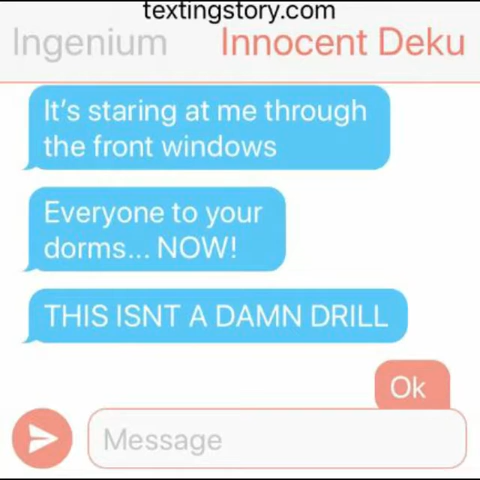 textingstory.com
Ingenium Innocent Deku
It's staring at me through
the front windows
Everyone to your
dorms... NOW!
THIS ISNT A DAMN DRILL
Ok
Message